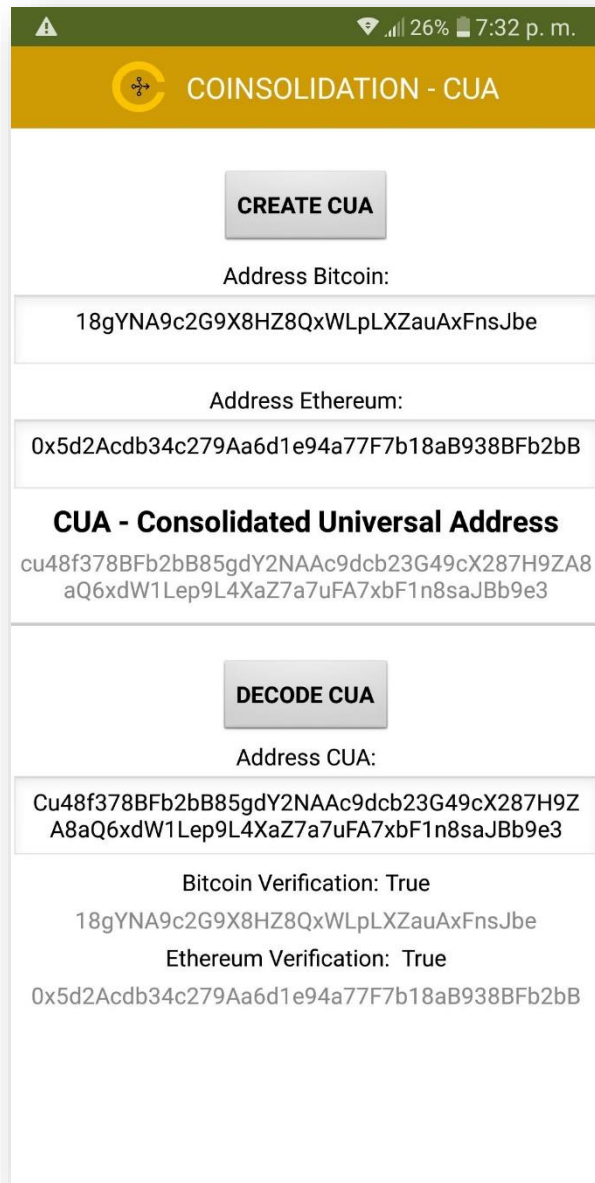 26% 7:32 p. m.
COINSOLIDATION - CUA
CREATE CUA
Address Bitcoin:
18gYNA9c2G9X8HZ8QxWLpLXZauAxFnsJbe
Address Ethereum:
0x5d2Acdb34c279Aa6d1e94a77F7b18aB938BFb2bB
CUA - Consolidated Universal Address
cu48f378BFb2bB85gdY2NAAc9dcb23G49cX287H9ZA8
aQ6xdW1Lep9L4XaZ7a7uFA7xbF1n8saJBb9e3
DECODE CUA
Address CUA:
Cu48f378BFb2bB85gdY2NAAc9dcb23G49cX287H9Z
A8aQ6xdW1Lep9L4XaZ7a7uFA7xbF1n8saJBb9e3
Bitcoin Verification: True
18gYNA9c2G9X8HZ8QxWLpLXZauAxFnsJbe
Ethereum Verification: True
0x5d2Acdb34c279Aa6d1e94a77F7b18aB938BFb2bB